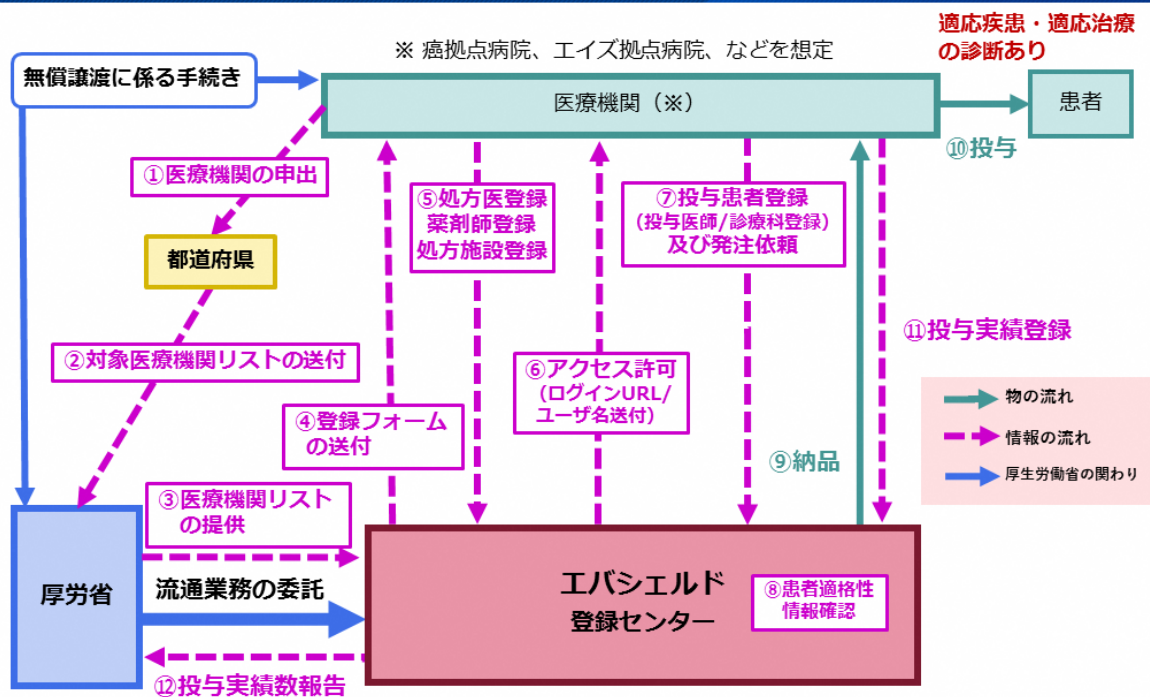 適応疾患・適応治療
の診断あり
※ 癌拠点病院、エイズ拠点病院、などを想定
無償譲渡に係る手続き
医療機関（※）
患者
⑩投与
①医療機関の申出
⑤処方医登録
薬剤師登録
処方施設登録
⑦投与患者登録
（投与医師/診療科登録）
及び発注依頼
都道府県
②対象医療機関リストの送付
⑪投与実績登録
⑥アクセス許可
(ログインURL/
ユーザ名送付）
④登録フォーム
の送付
物の流れ
情報の流れ
厚生労働省の関わり
⑨納品
③医療機関リスト
の提供
厚労省
流通業務の委託
エバシェルド
登録センター
⑧患者適格性
情報確認
⑫投与実績数報告